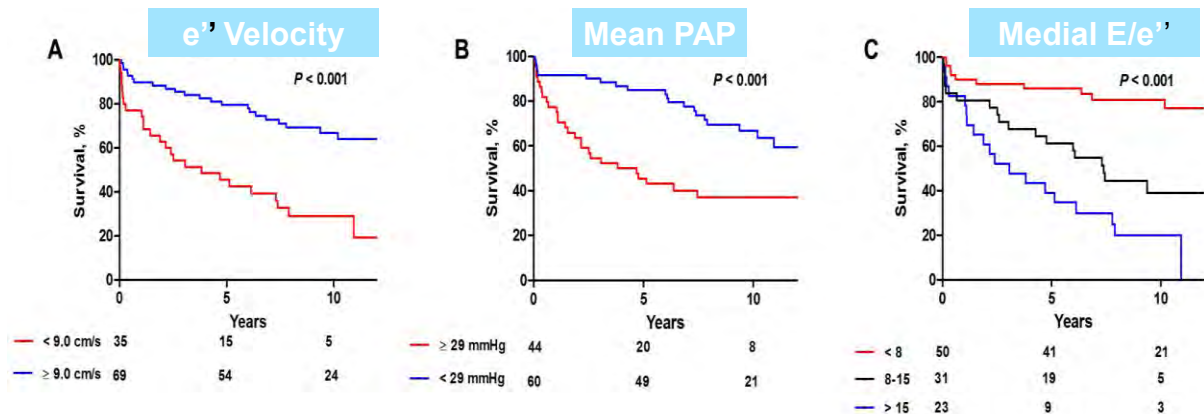 A
e'' Velocity
P < 0.001
Survival, %
100
80
60
40
20
0
0 5 10
Years
< 9.0 cm/s 35 15 5
≥ 9.0 cm/s 69 54 24
B
Mean PAP
P < 0.001
Survival, %
100
80
60
40
20
0
0 5 10
Years
≥ 29 mmHg 44 20 8
< 29 mmHg 60 49 21
C
Medial E/e''
P < 0.001
Survival, %
100
80
60
40
20
0
0 5 10
Years
< 8 50 41 21
8-15 31 19 5
> 15 23 9 3